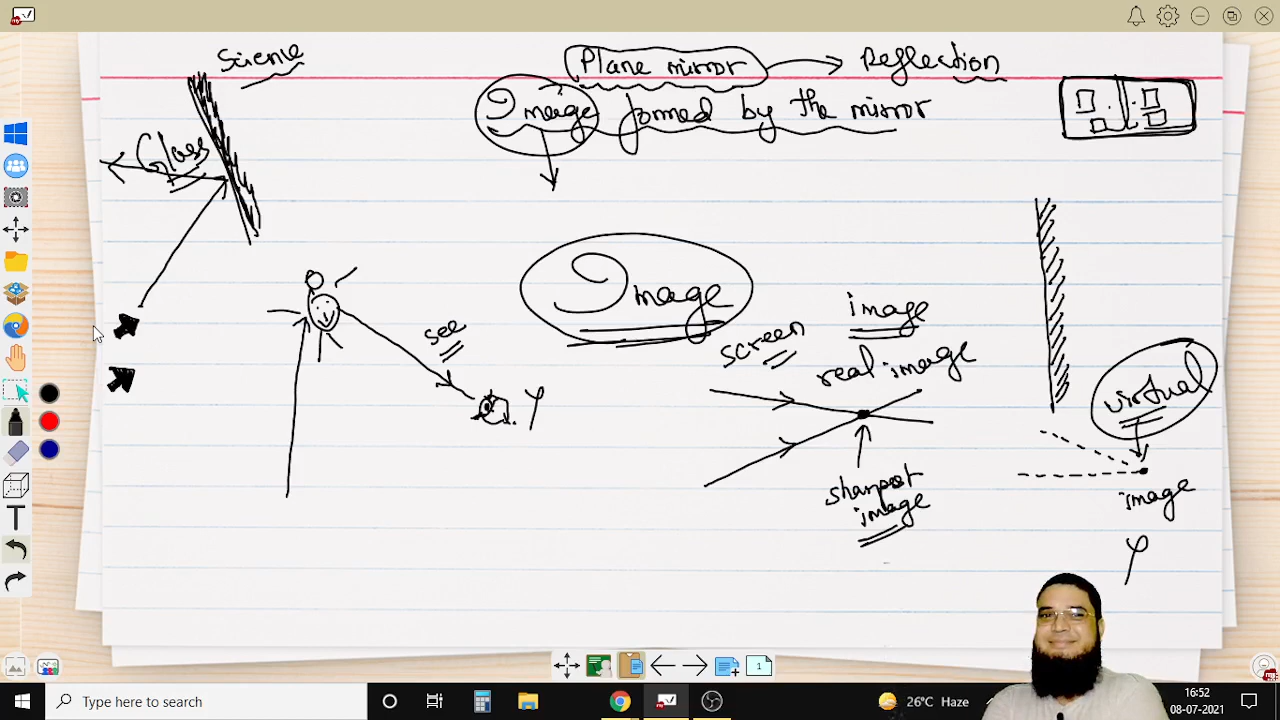 Science
Plane mirror → Reflection
Image formed by the mirror
Glass
Image
see
screen
image
real image
virtual
sharpest
image
image
1
Type here to search
26°C Haze
16:52
08-07-2021